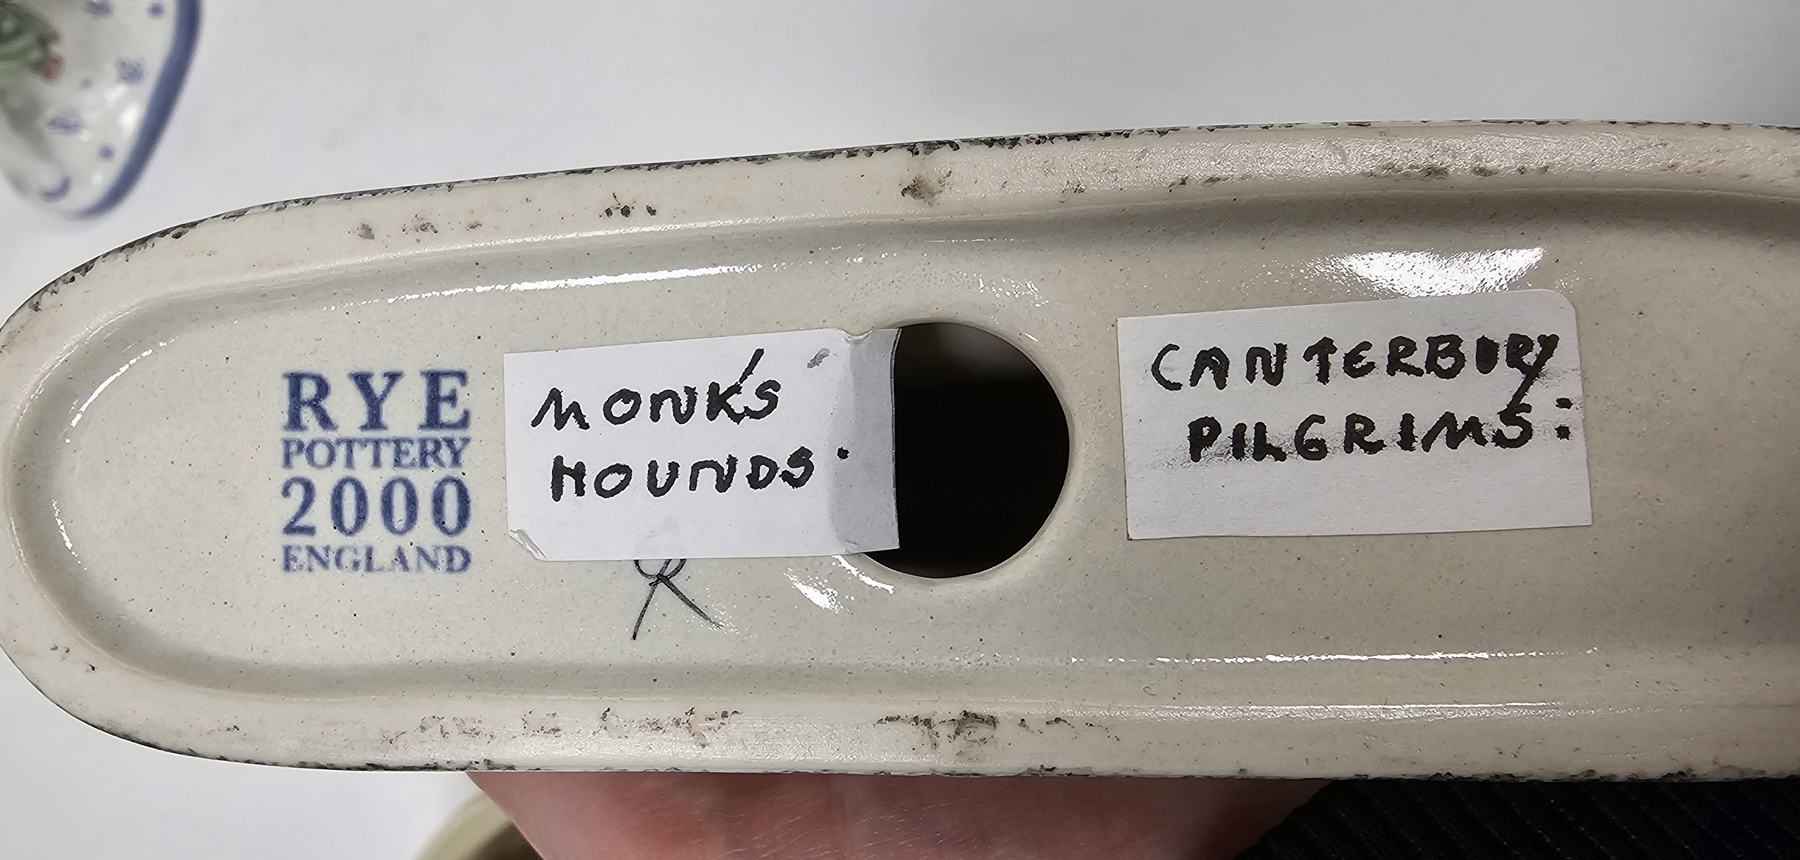 RYE
POTTERY
2000
ENGLAND
MONK'S
HOUNDS.
CANTERBURY
PILGRIMS: